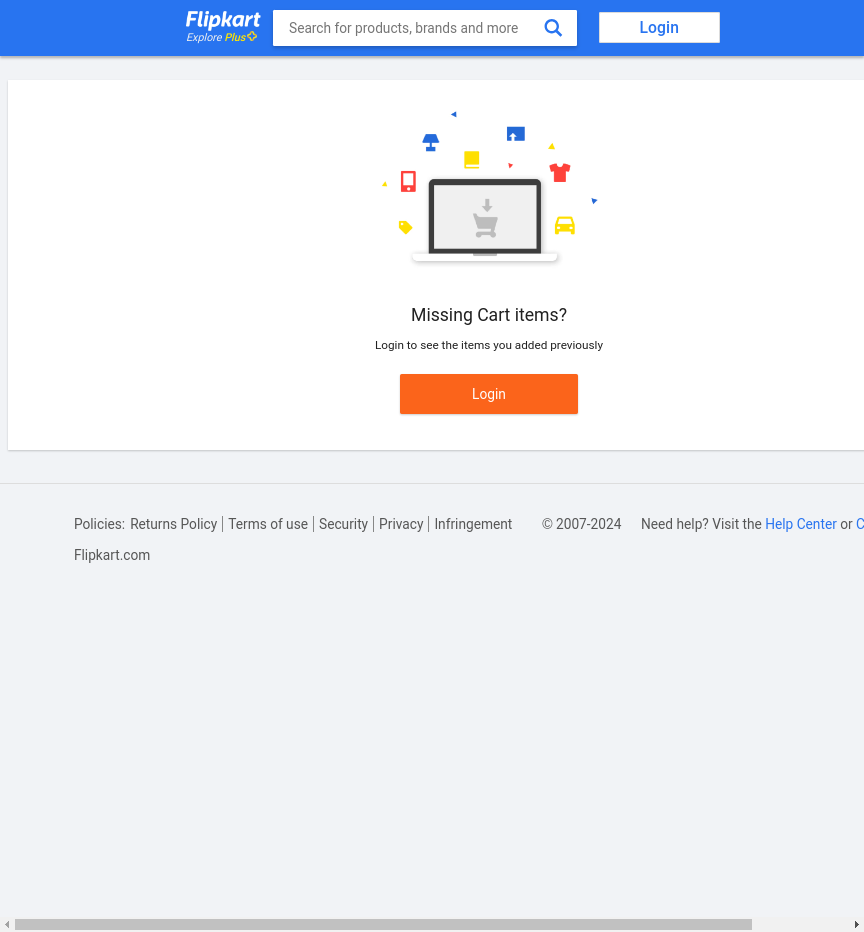 Flipkart
Explore Plus
Search for products, brands and more
Login
Missing Cart items?
Login to see the items you added previously
Login
Policies: Returns Policy | Terms of use | Security | Privacy | Infringement © 2007-2024 Need help? Visit the Help Center or C
Flipkart.com